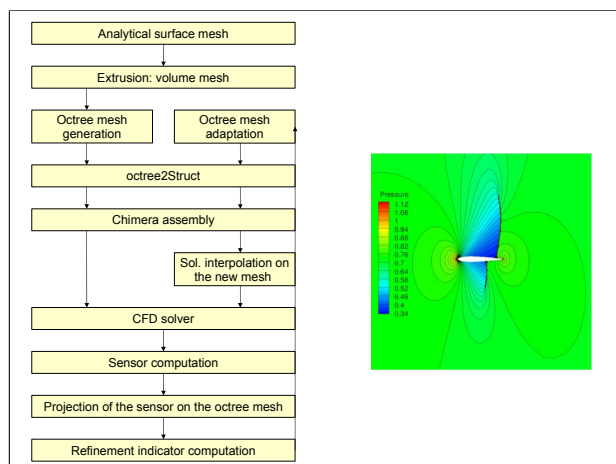 Analytical surface mesh
Extrusion: volume mesh
Octree mesh
generation
Octree mesh
adaptation
octree2Struct
Chimera assembly
Sol. interpolation on
the new mesh
CFD solver
Sensor computation
Projection of the sensor on the octree mesh
Refinement indicator computation
Pressure
1.12
1.06
1
0.94
0.88
0.82
0.76
0.7
0.64
0.58
0.52
0.46
0.4
0.34